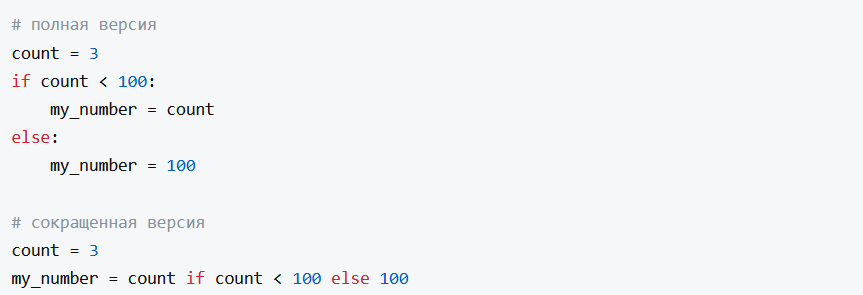 # полная версия
count = 3
if count < 100:
    my_number = count
else:
    my_number = 100

# сокращенная версия
count = 3
my_number = count if count < 100 else 100